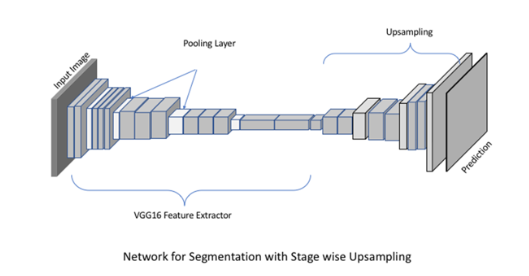 Upsampling
Pooling Layer
Input Image
Prediction
VGG16 Feature Extractor
Network for Segmentation with Stage wise Upsampling